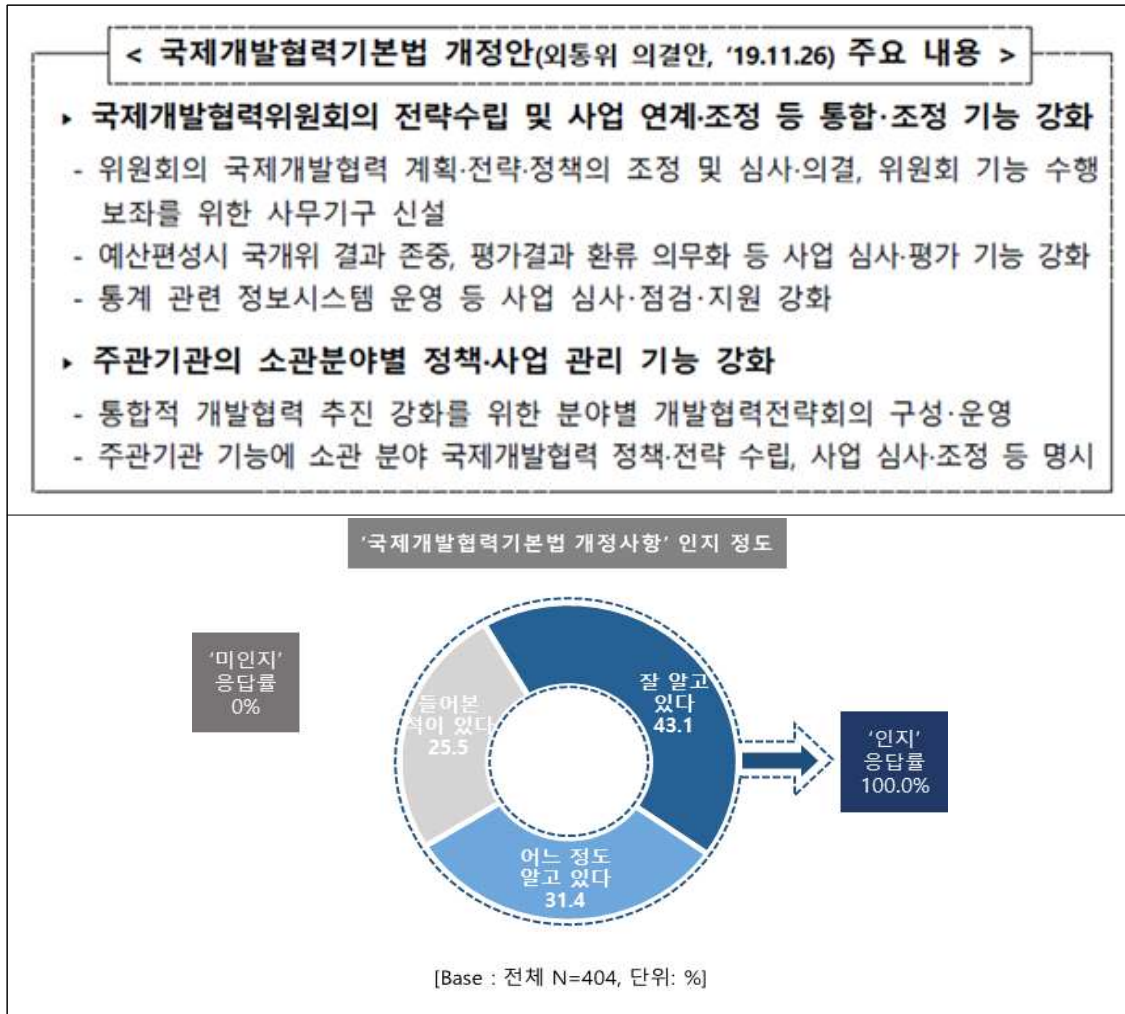 < 국제개발협력기본법 개정안(외통위 의결안, '19.11.26) 주요 내용 >
▸ 국제개발협력위원회의 전략수립 및 사업 연계·조정 등 통합·조정 기능 강화
- 위원회의 국제개발협력 계획·전략·정책의 조정 및 심사·의결, 위원회 기능 수행
보좌를 위한 사무기구 신설
- 예산편성시 국개위 결과 존중, 평가결과 환류 의무화 등 사업 심사·평가 기능 강화
- 통계 관련 정보시스템 운영 등 사업 심사·점검·지원 강화
▸ 주관기관의 소관분야별 정책·사업 관리 기능 강화
- 통합적 개발협력 추진 강화를 위한 분야별 개발협력전략회의 구성·운영
- 주관기관 기능에 소관 분야 국제개발협력 정책·전략 수립, 사업 심사·조정 등 명시
'국제개발협력기본법 개정사항' 인지 정도
'미인지'
응답률
0%
들어본
적이 있다
25.5
잘 알고
있다
43.1
'인지'
응답률
100.0%
어느 정도
알고 있다
31.4
[Base : 전체 N=404, 단위: %]